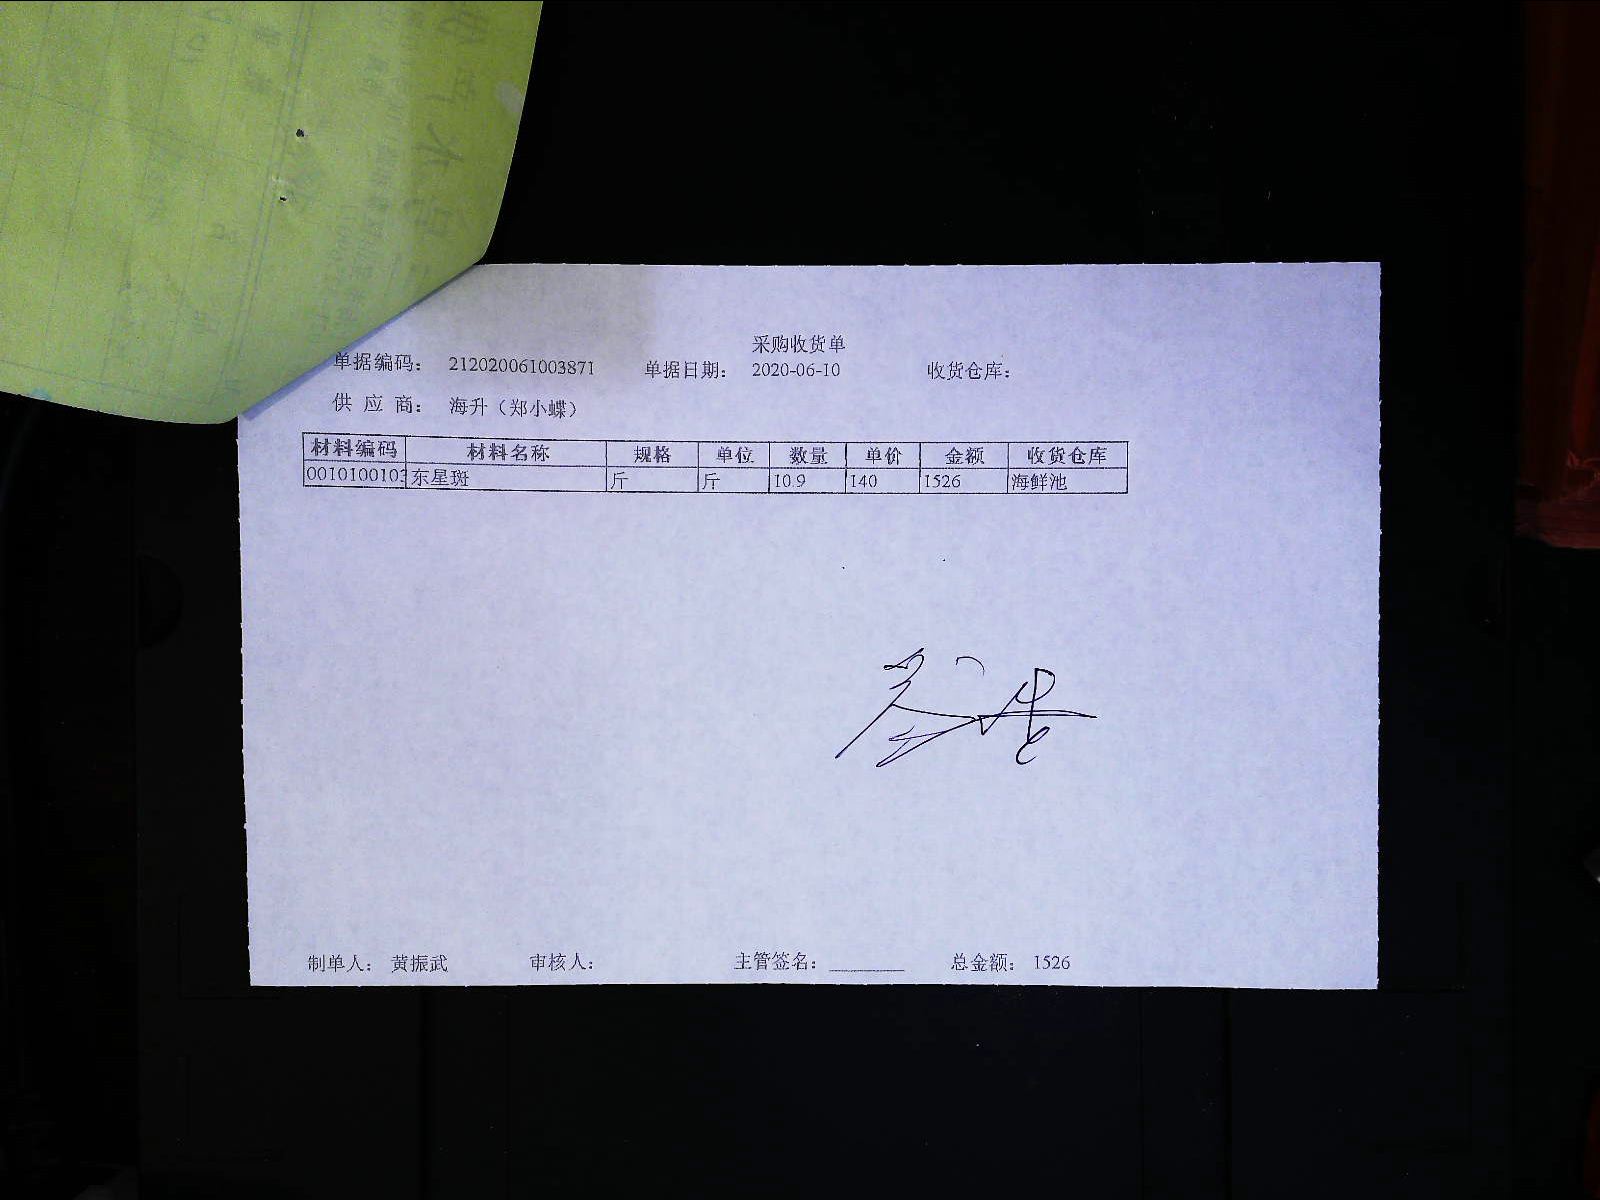 采购收货单
单据编码： 212020061003871 单据日期： 2020-06-10 收货仓库：
供 应 商： 海升（郑小蝶）
材料编码 材料名称 规格 单位 数量 单价 金额 收货仓库
001010010 东星斑 斤 斤 10.9 140 1526 海鲜池
制单人： 黄振武 审核人： 主管签名： 总金额： 1526